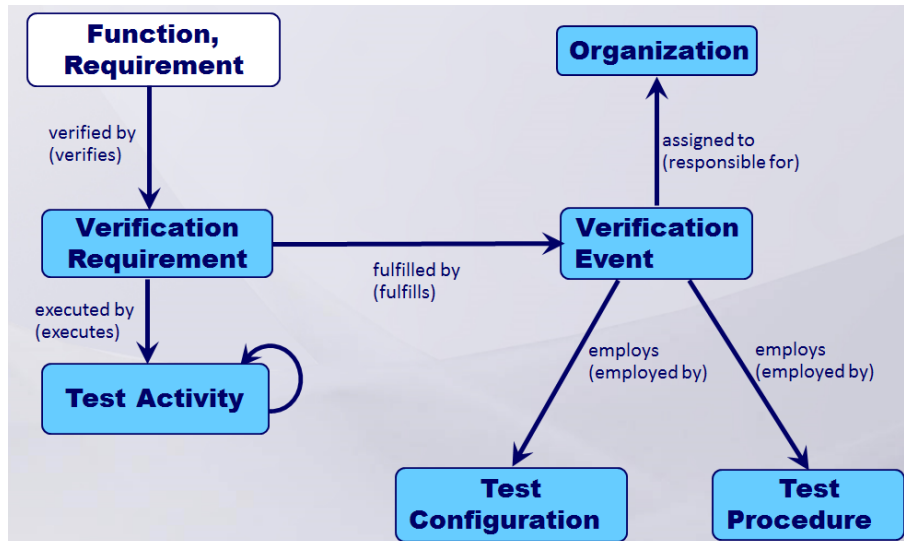 Function,
Requirement
Organization
verified by
(verifies)
assigned to
(responsible for)
Verification
Requirement
Verification
Event
fulfilled by
(fulfills)
executed by
(executes)
Test Activity
employs
(employed by)
employs
(employed by)
Test
Configuration
Test
Procedure